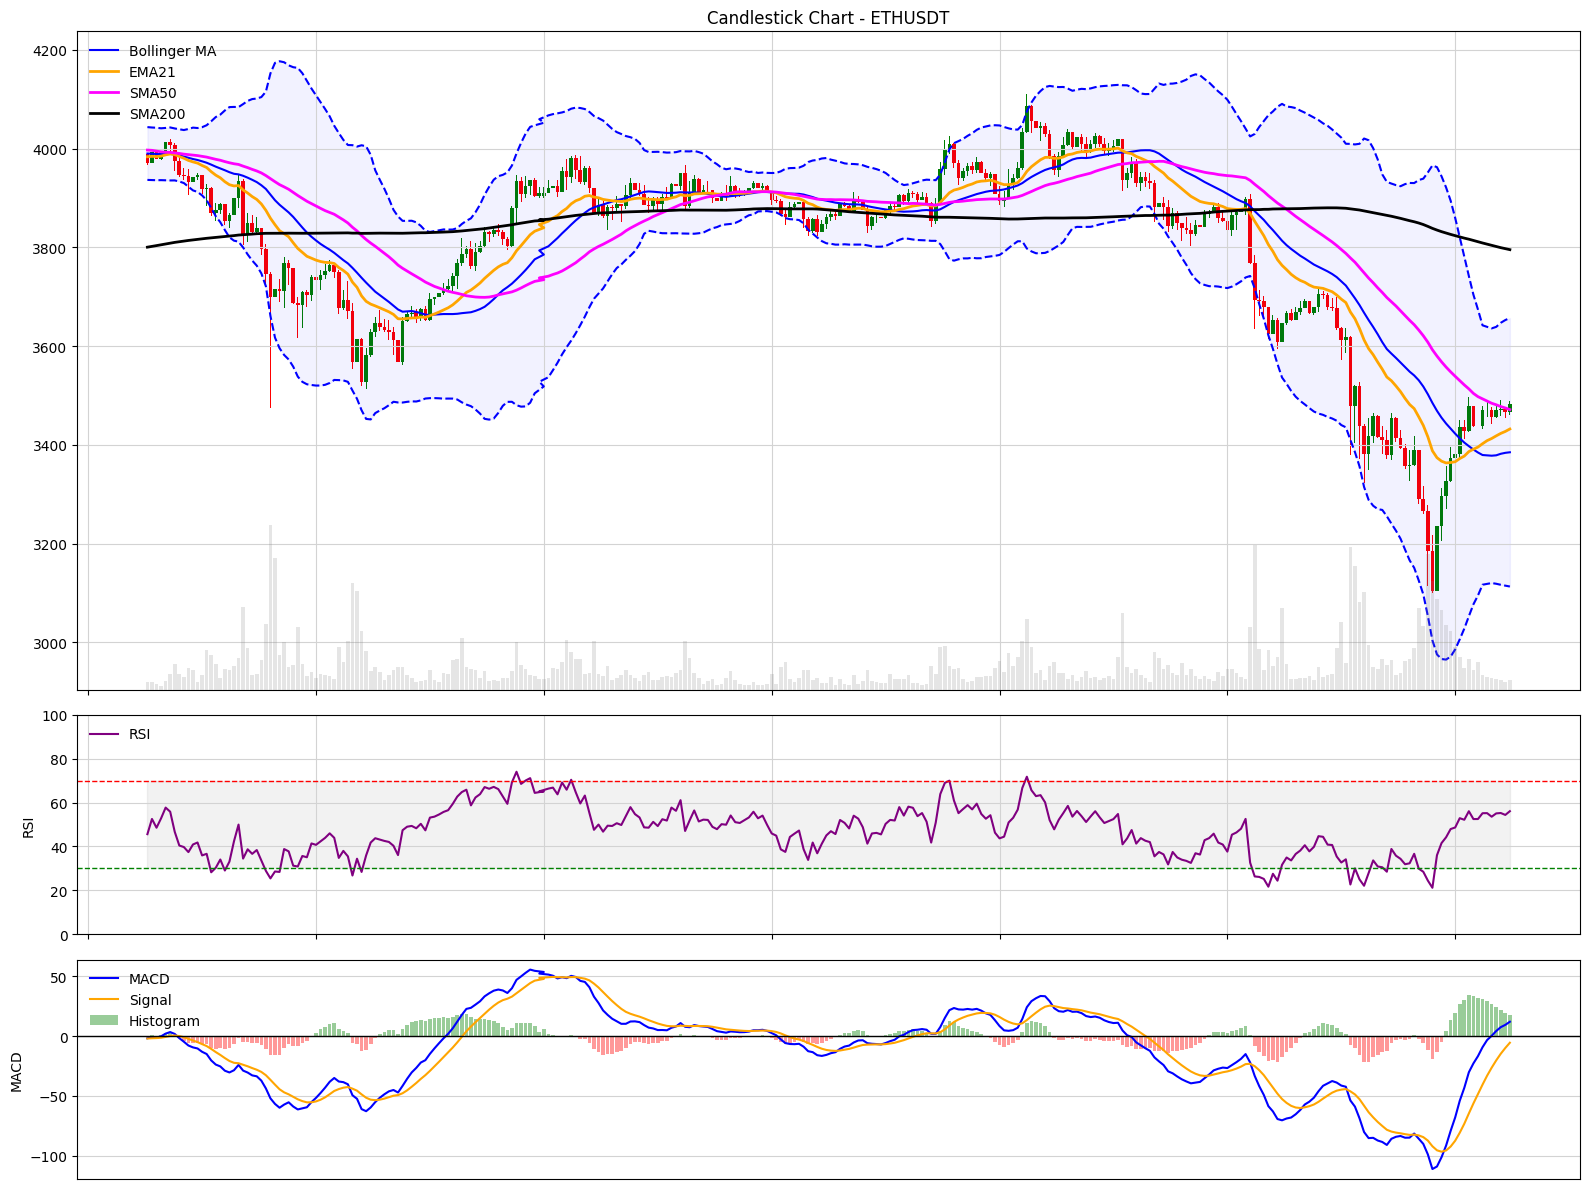 Candlestick Chart - ETHUSDT
4200
4000
3800
3600
3400
3200
3000
Bollinger MA
EMA21
SMA50
SMA200
100
80
60
40
20
0
RSI
RSI
50
0
−50
−100
MACD
MACD
Signal
Histogram